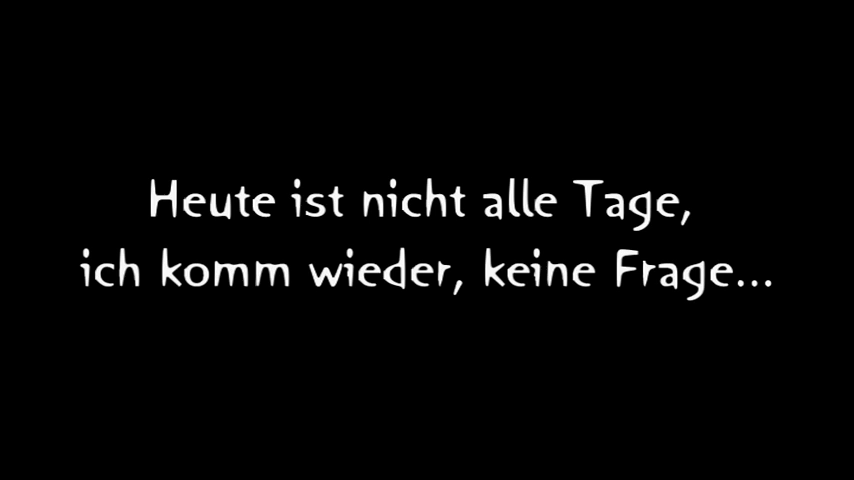 Heute ist nicht alle Tage,
ich komm wieder, keine Frage...